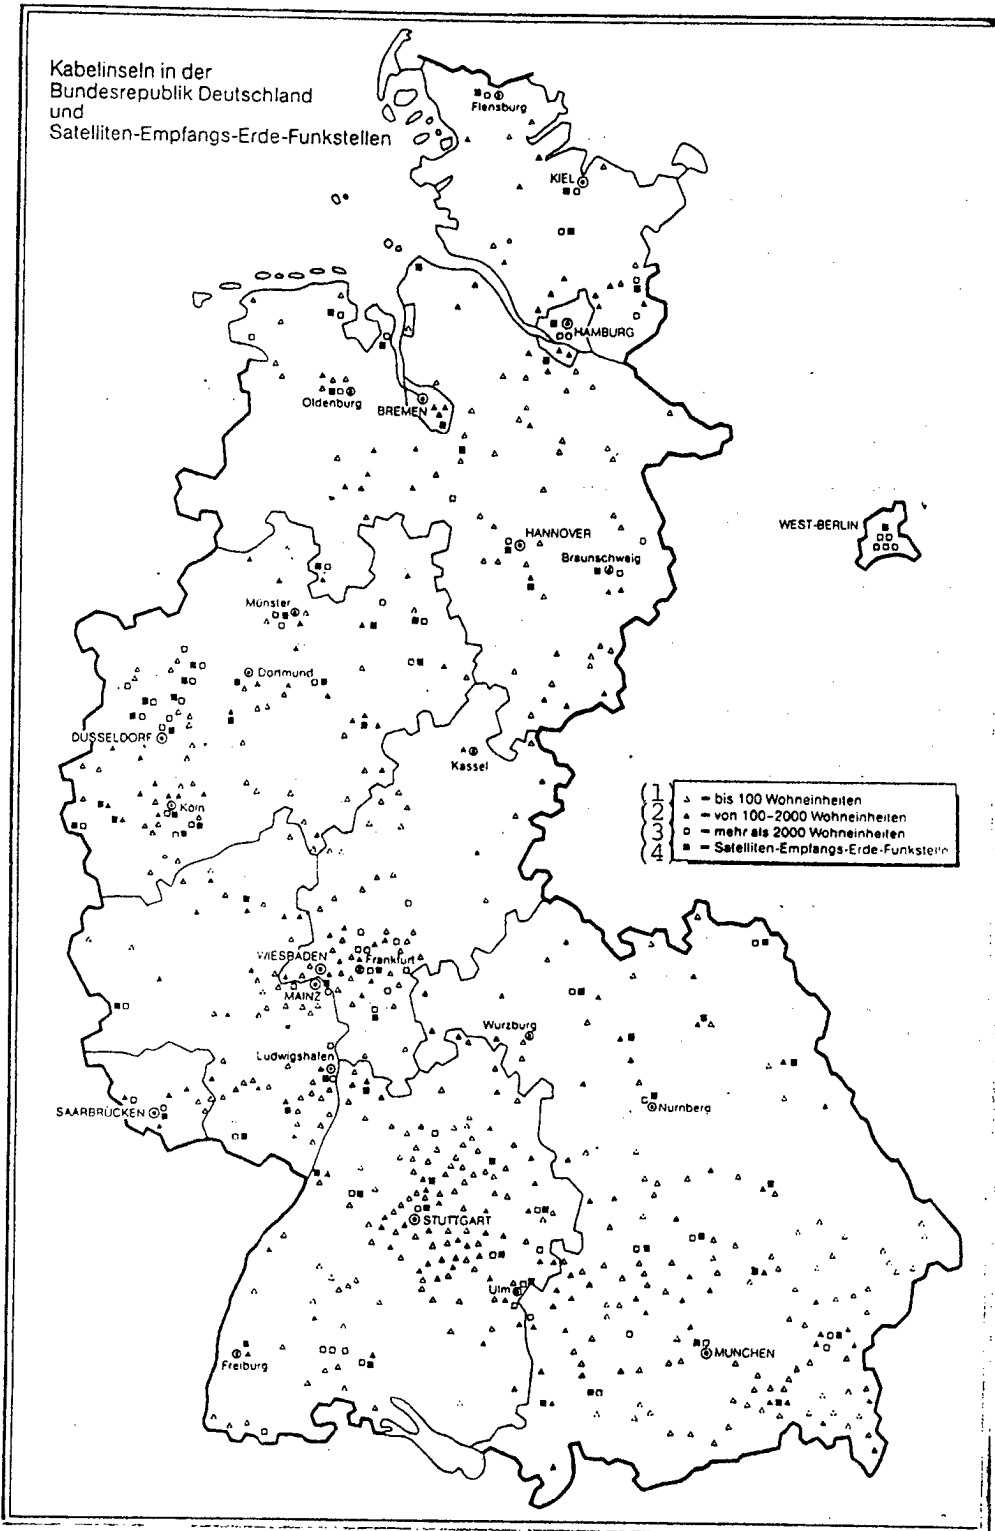 Kabelinseln in der
Bundesrepublik Deutschland
und
Satelliten-Empfangs-Erde-Funkstellen
Flensburg
KIEL
HAMBURG
Oldenburg
BREMEN
WEST-BERLIN
HANNOVER
Braunschweig
Münster
Dortmund
DÜSSELDORF
Kassel
Köln
(1) △ = bis 100 Wohneinheiten
(2) ▲ = von 100-2000 Wohneinheiten
(3) □ = mehr als 2000 Wohneinheiten
(4) ■ = Satelliten-Empfangs-Erde-Funkstellen
WIESBADEN
Frankfurt
MAINZ
Wurzburg
Ludwigshafen
SAARBRÜCKEN
Nurnberg
STUTTGART
Ulm
MUNCHEN
Freiburg